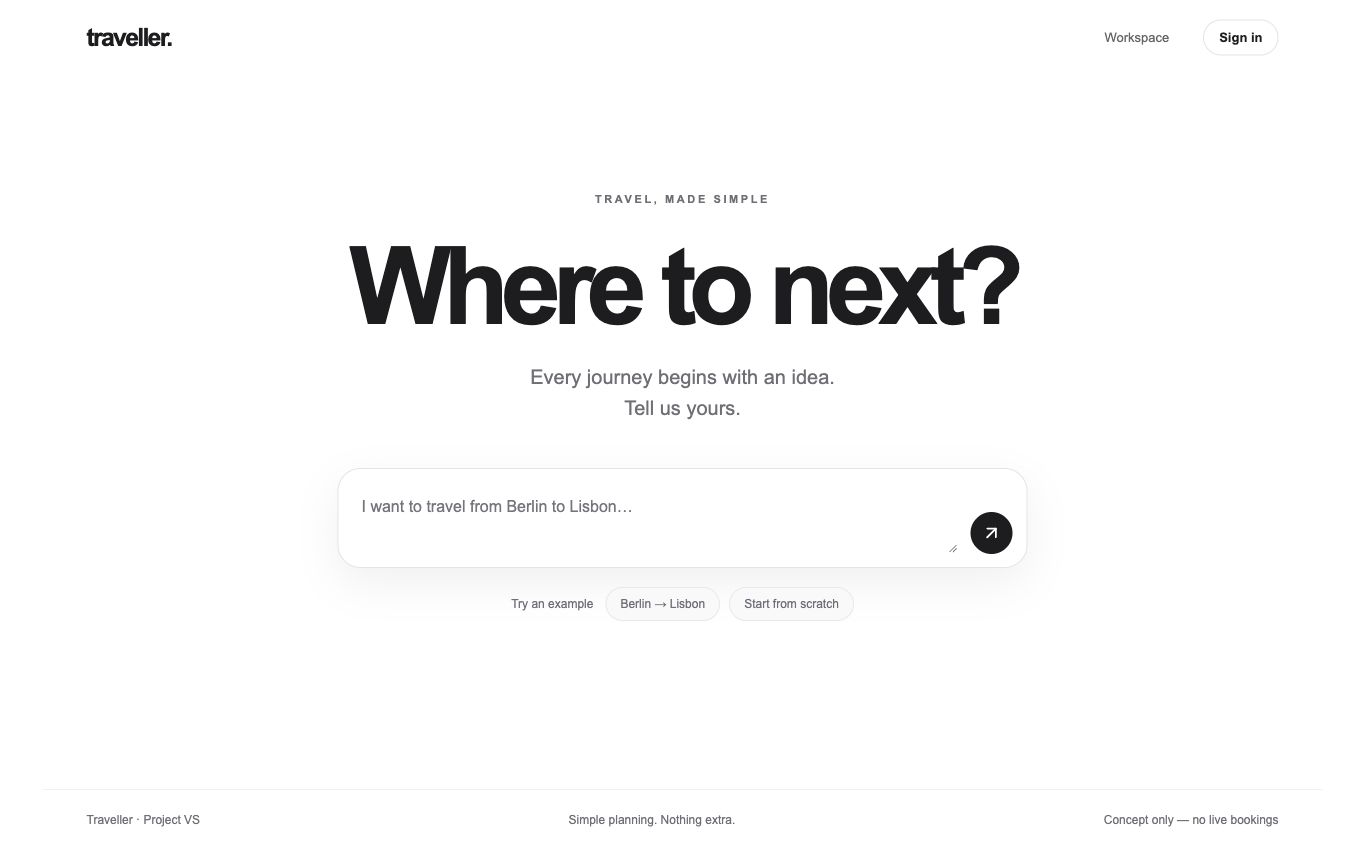 traveller.
Workspace
Sign in
TRAVEL, MADE SIMPLE
Where to next?
Every journey begins with an idea.
Tell us yours.
I want to travel from Berlin to Lisbon…
Try an example
Berlin → Lisbon
Start from scratch
Traveller · Project VS
Simple planning. Nothing extra.
Concept only — no live bookings